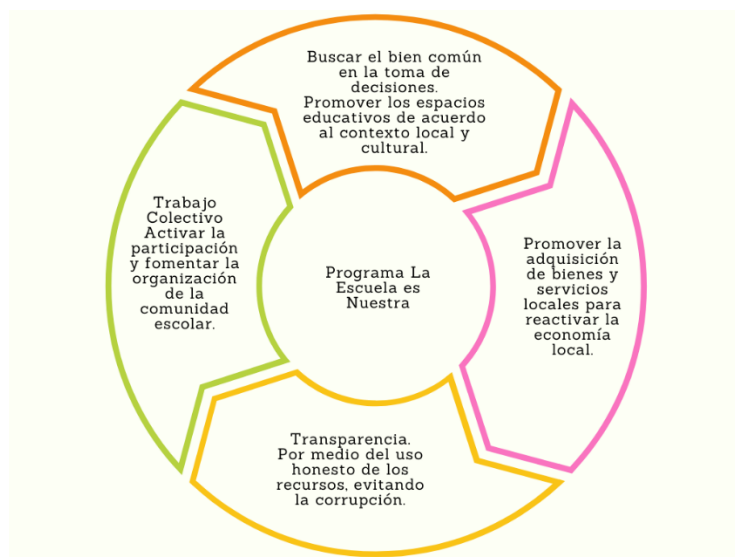 Buscar el bien común
en la toma de
decisiones.
Promover los espacios
educativos de acuerdo
al contexto local y
cultural.
Trabajo
Colectivo
Activar la
participación
y fomentar la
organización
de la
comunidad
escolar.
Programa La
Escuela es
Nuestra
Promover la
adquisición
de bienes y
servicios
locales para
reactivar la
economía
local.
Transparencia.
Por medio del uso
honesto de los
recursos, evitando
la corrupción.